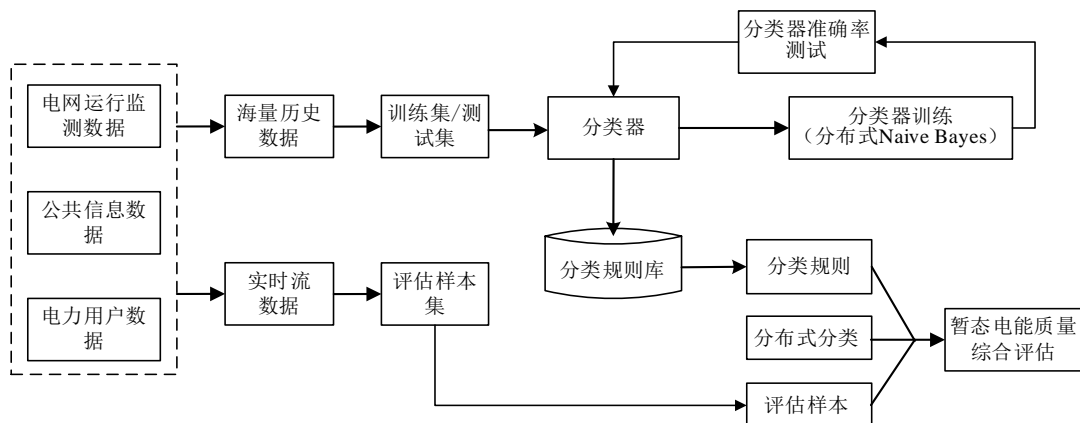 分类器准确率
测试
电网运行监
测数据
海量历史
数据
训练集/测
试集
分类器
分类器训练
（分布式Naive Bayes）
公共信息数
据
分类规则库
分类规则
实时流
数据
评估样本
集
电力用户数
据
分布式分类
暂态电能质量
综合评估
评估样本